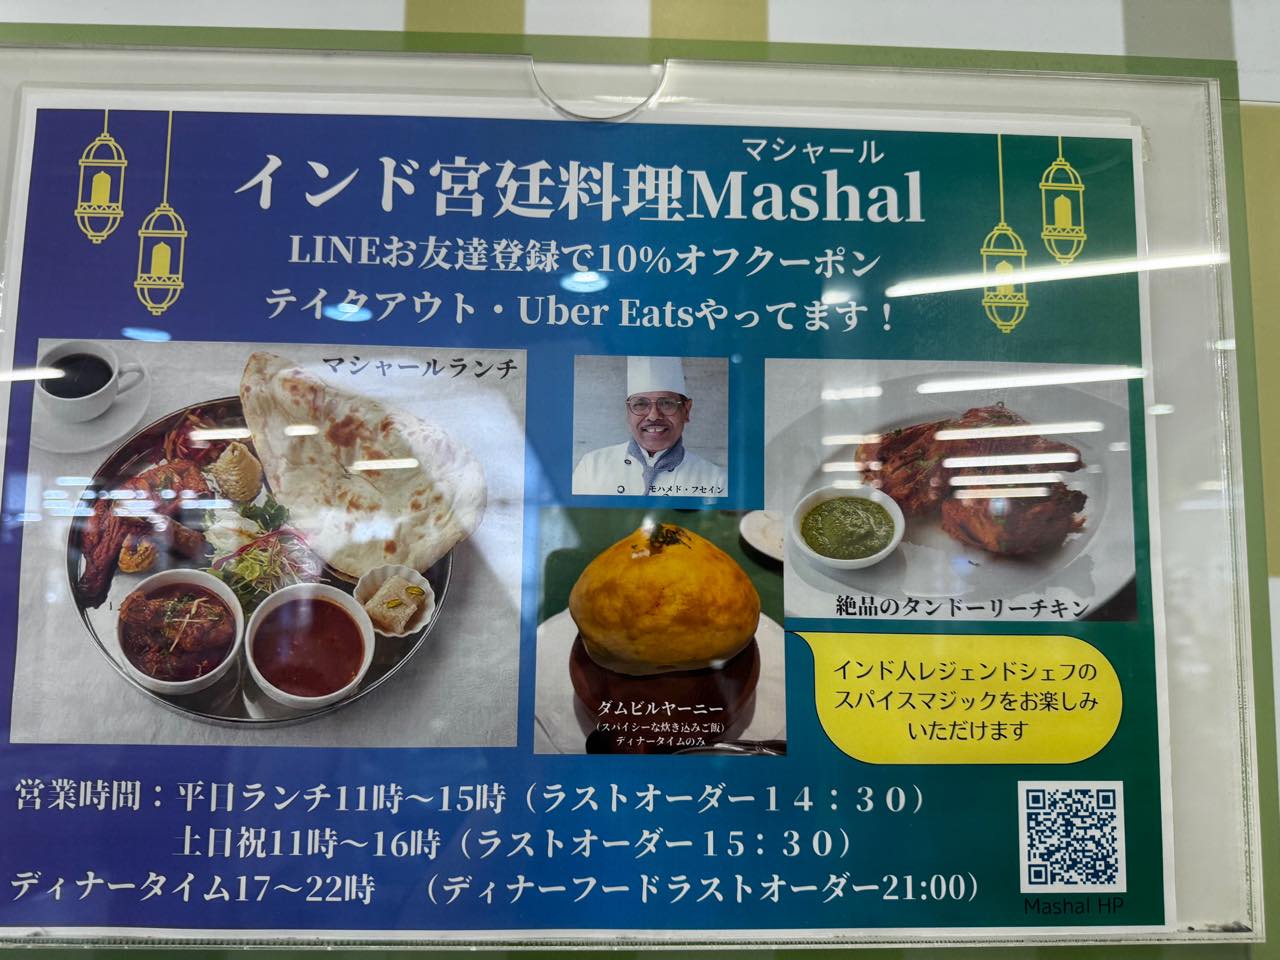 マシャール
インド宮廷料理Mashal
LINEお友達登録で10%オフクーポン
テイクアウト・Uber Eatsやってます！
マシャールランチ
モハメド・フセイン
絶品のタンドーリーチキン
ダムビルヤーニー
（スパイシーな炊き込みご飯）
ディナータイムのみ
インド人レジェンドシェフの
スパイスマジックをお楽しみ
いただけます
営業時間：平日ランチ11時〜15時（ラストオーダー１４：３０）
土日祝11時〜16時（ラストオーダー１５：３０）
ディナータイム17〜22時 （ディナーフードラストオーダー21:00）
Mashal HP